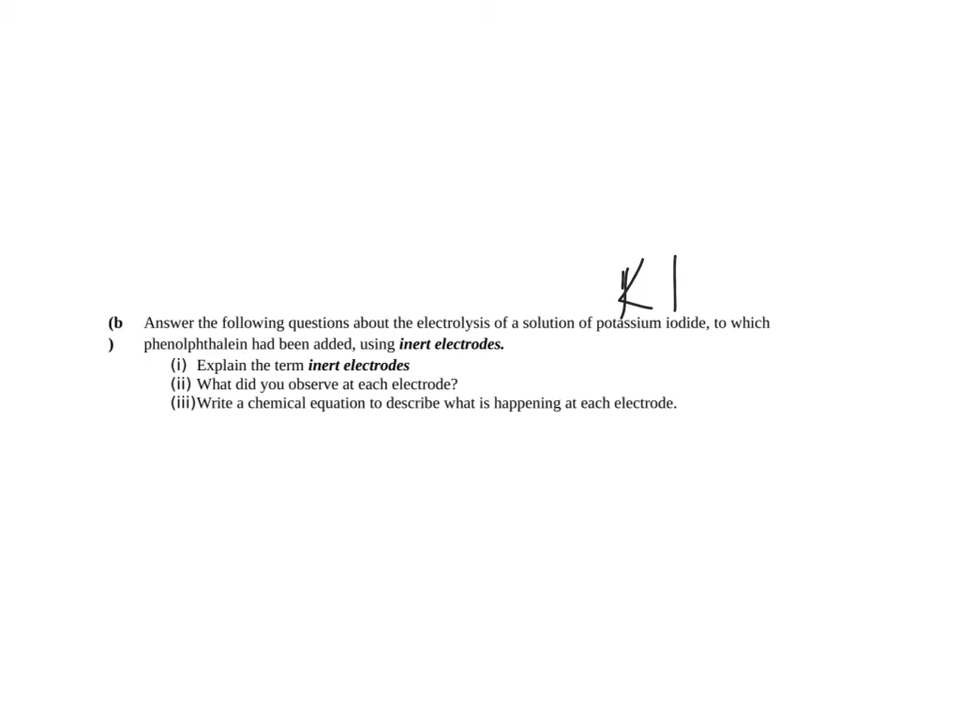 K I
(b Answer the following questions about the electrolysis of a solution of potassium iodide, to which
) phenolphthalein had been added, using inert electrodes.
(i) Explain the term inert electrodes
(ii) What did you observe at each electrode?
(iii)Write a chemical equation to describe what is happening at each electrode.